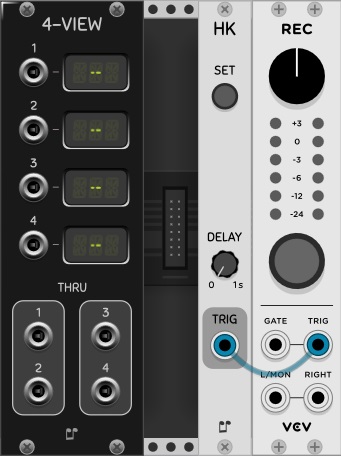 4-VIEW
1
--
2
--
3
--
4
--
THRU
1 3
2 4
HK
SET
DELAY
0 1s
TRIG
REC
+3
0
-3
-6
-12
-24
GATE TRIG
L/MON RIGHT
VCV